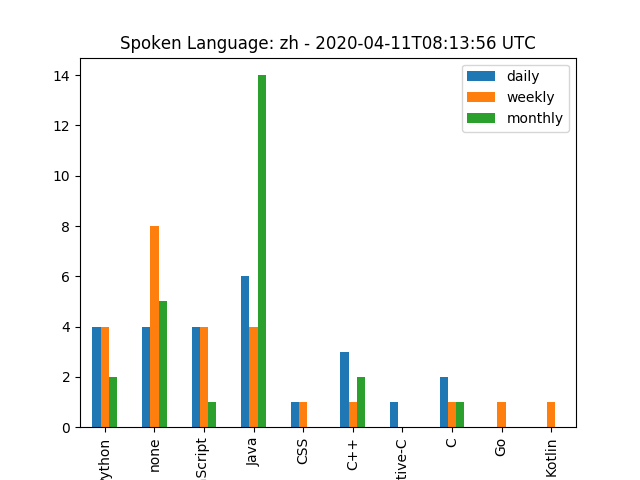 Spoken Language: zh - 2020-04-11T08:13:56 UTC
daily
weekly
monthly
14
12
10
8
6
4
2
0
ython
none
Script
Java
CSS
C++
tive-C
C
Go
Kotlin